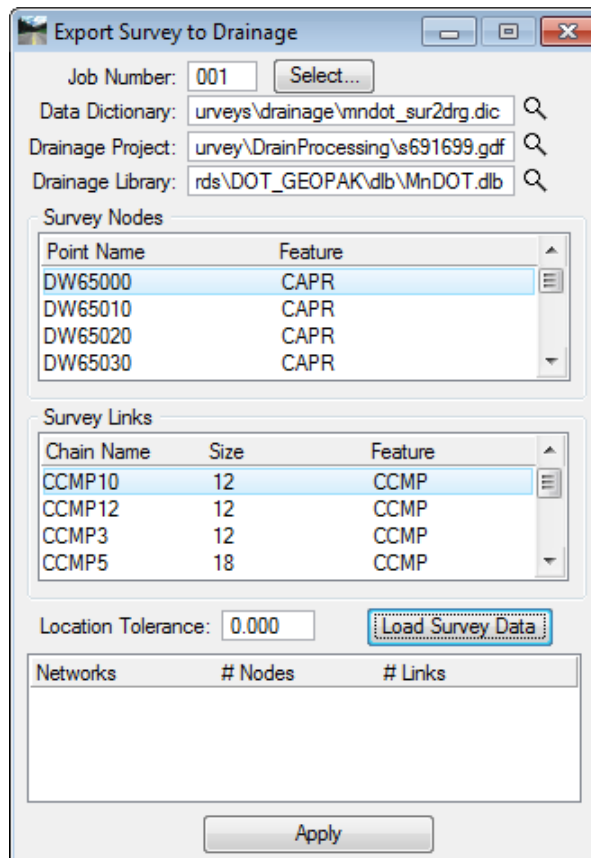 Export Survey to Drainage
Job Number: 001 Select...
Data Dictionary: urveys\drainage\mndot_sur2drg.dic
Drainage Project: urvey\DrainProcessing\s691699.gdf
Drainage Library: rds\DOT_GEOPAK\dlb\MnDOT.dlb
Survey Nodes
Point Name Feature
DW65000 CAPR
DW65010 CAPR
DW65020 CAPR
DW65030 CAPR
Survey Links
Chain Name Size Feature
CCMP10 12 CCMP
CCMP12 12 CCMP
CCMP3 12 CCMP
CCMP5 18 CCMP
Location Tolerance: 0.000 Load Survey Data
Networks # Nodes # Links
Apply